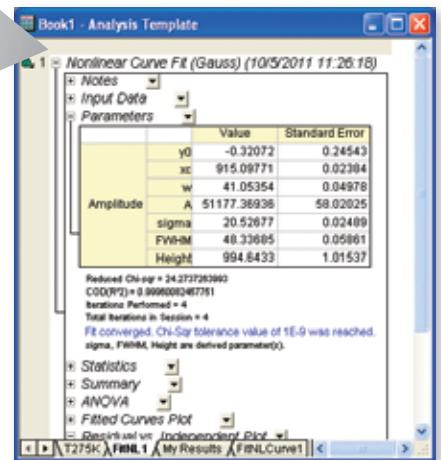 Book1 - Analysis Template
1 Nonlinear Curve Fit (Gauss) (10/5/2011 11:26:18)
Notes
Input Data
Parameters
Value Standard Error
y0 -0.32072 0.24543
xc 915.09771 0.02384
w 41.05354 0.04978
Amplitude A 51177.36936 58.02025
sigma 20.52677 0.02489
FWHM 48.33685 0.05861
Height 994.6433 1.01537
Reduced Chi-sqr = 24.2737263993
COD(R^2) =
Iterations Performed = 4
Total Iterations in Session = 4
Fit converged. Chi-Sqr tolerance value of 1E-9 was reached.
sigma, FWHM, Height are derived parameter(s).
Statistics
Summary
ANOVA
Fitted Curves Plot
Residual vs. Independent Plot
T275K FitNL 1 My Results FitNLCurve1